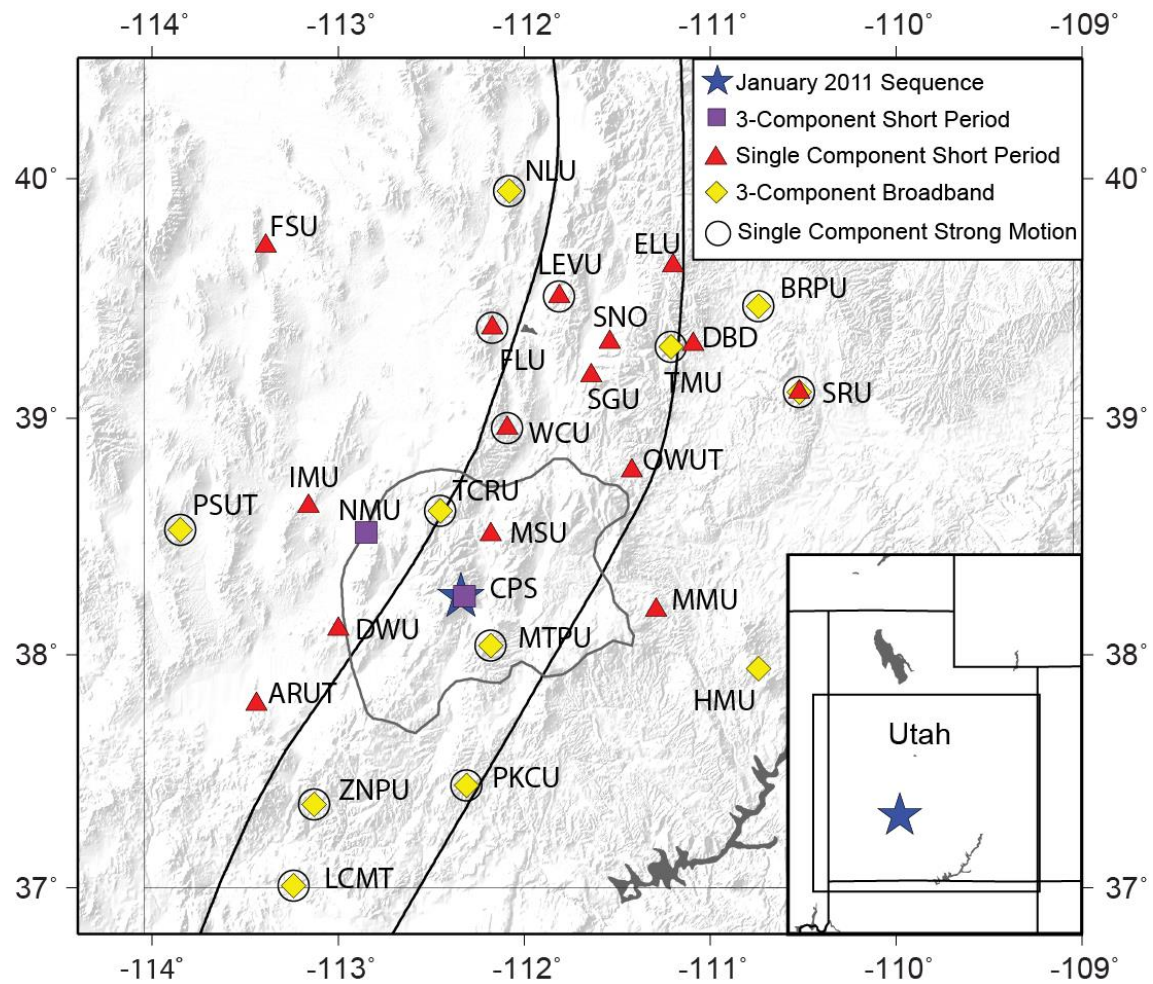 -114° -113° -112° -111° -110° -109°
January 2011 Sequence
3-Component Short Period
Single Component Short Period
3-Component Broadband
Single Component Strong Motion
40° 40°
NLU
FSU
ELU
LEVU
BRPU
SNO
DBD
FLU
TMU
SGU
SRU
39° 39°
WCU
OWUT
IMU
TCRU
PSUT
NMU
MSU
CPS
MMU
DWU
MTPU
38° 38°
ARUT
HMU
Utah
PKCU
ZNPU
LCMT
37° 37°
-114° -113° -112° -111° -110° -109°